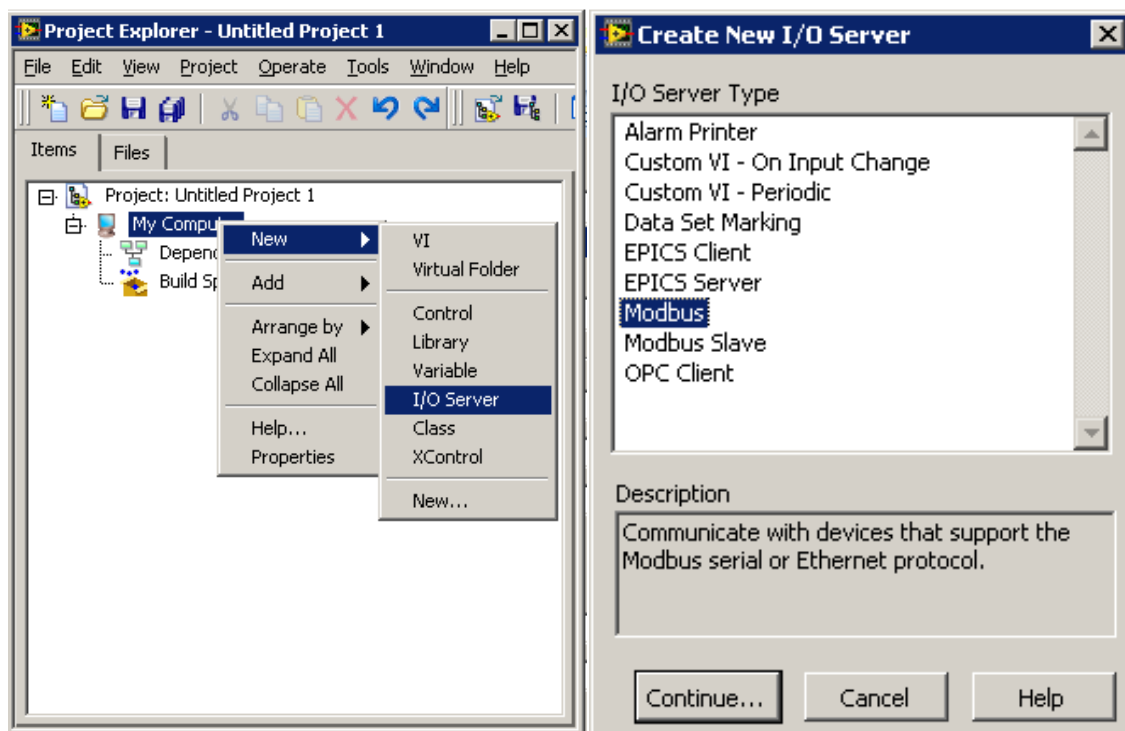 Project Explorer - Untitled Project 1
File Edit View Project Operate Tools Window Help
Items Files
Project: Untitled Project 1
My Compu
Depen
Build Sp
New
Add
Arrange by
Expand All
Collapse All
Help...
Properties
VI
Virtual Folder
Control
Library
Variable
I/O Server
Class
XControl
New...
Create New I/O Server
I/O Server Type
Alarm Printer
Custom VI - On Input Change
Custom VI - Periodic
Data Set Marking
EPICS Client
EPICS Server
Modbus
Modbus Slave
OPC Client
Description
Communicate with devices that support the
Modbus serial or Ethernet protocol.
Continue... Cancel Help